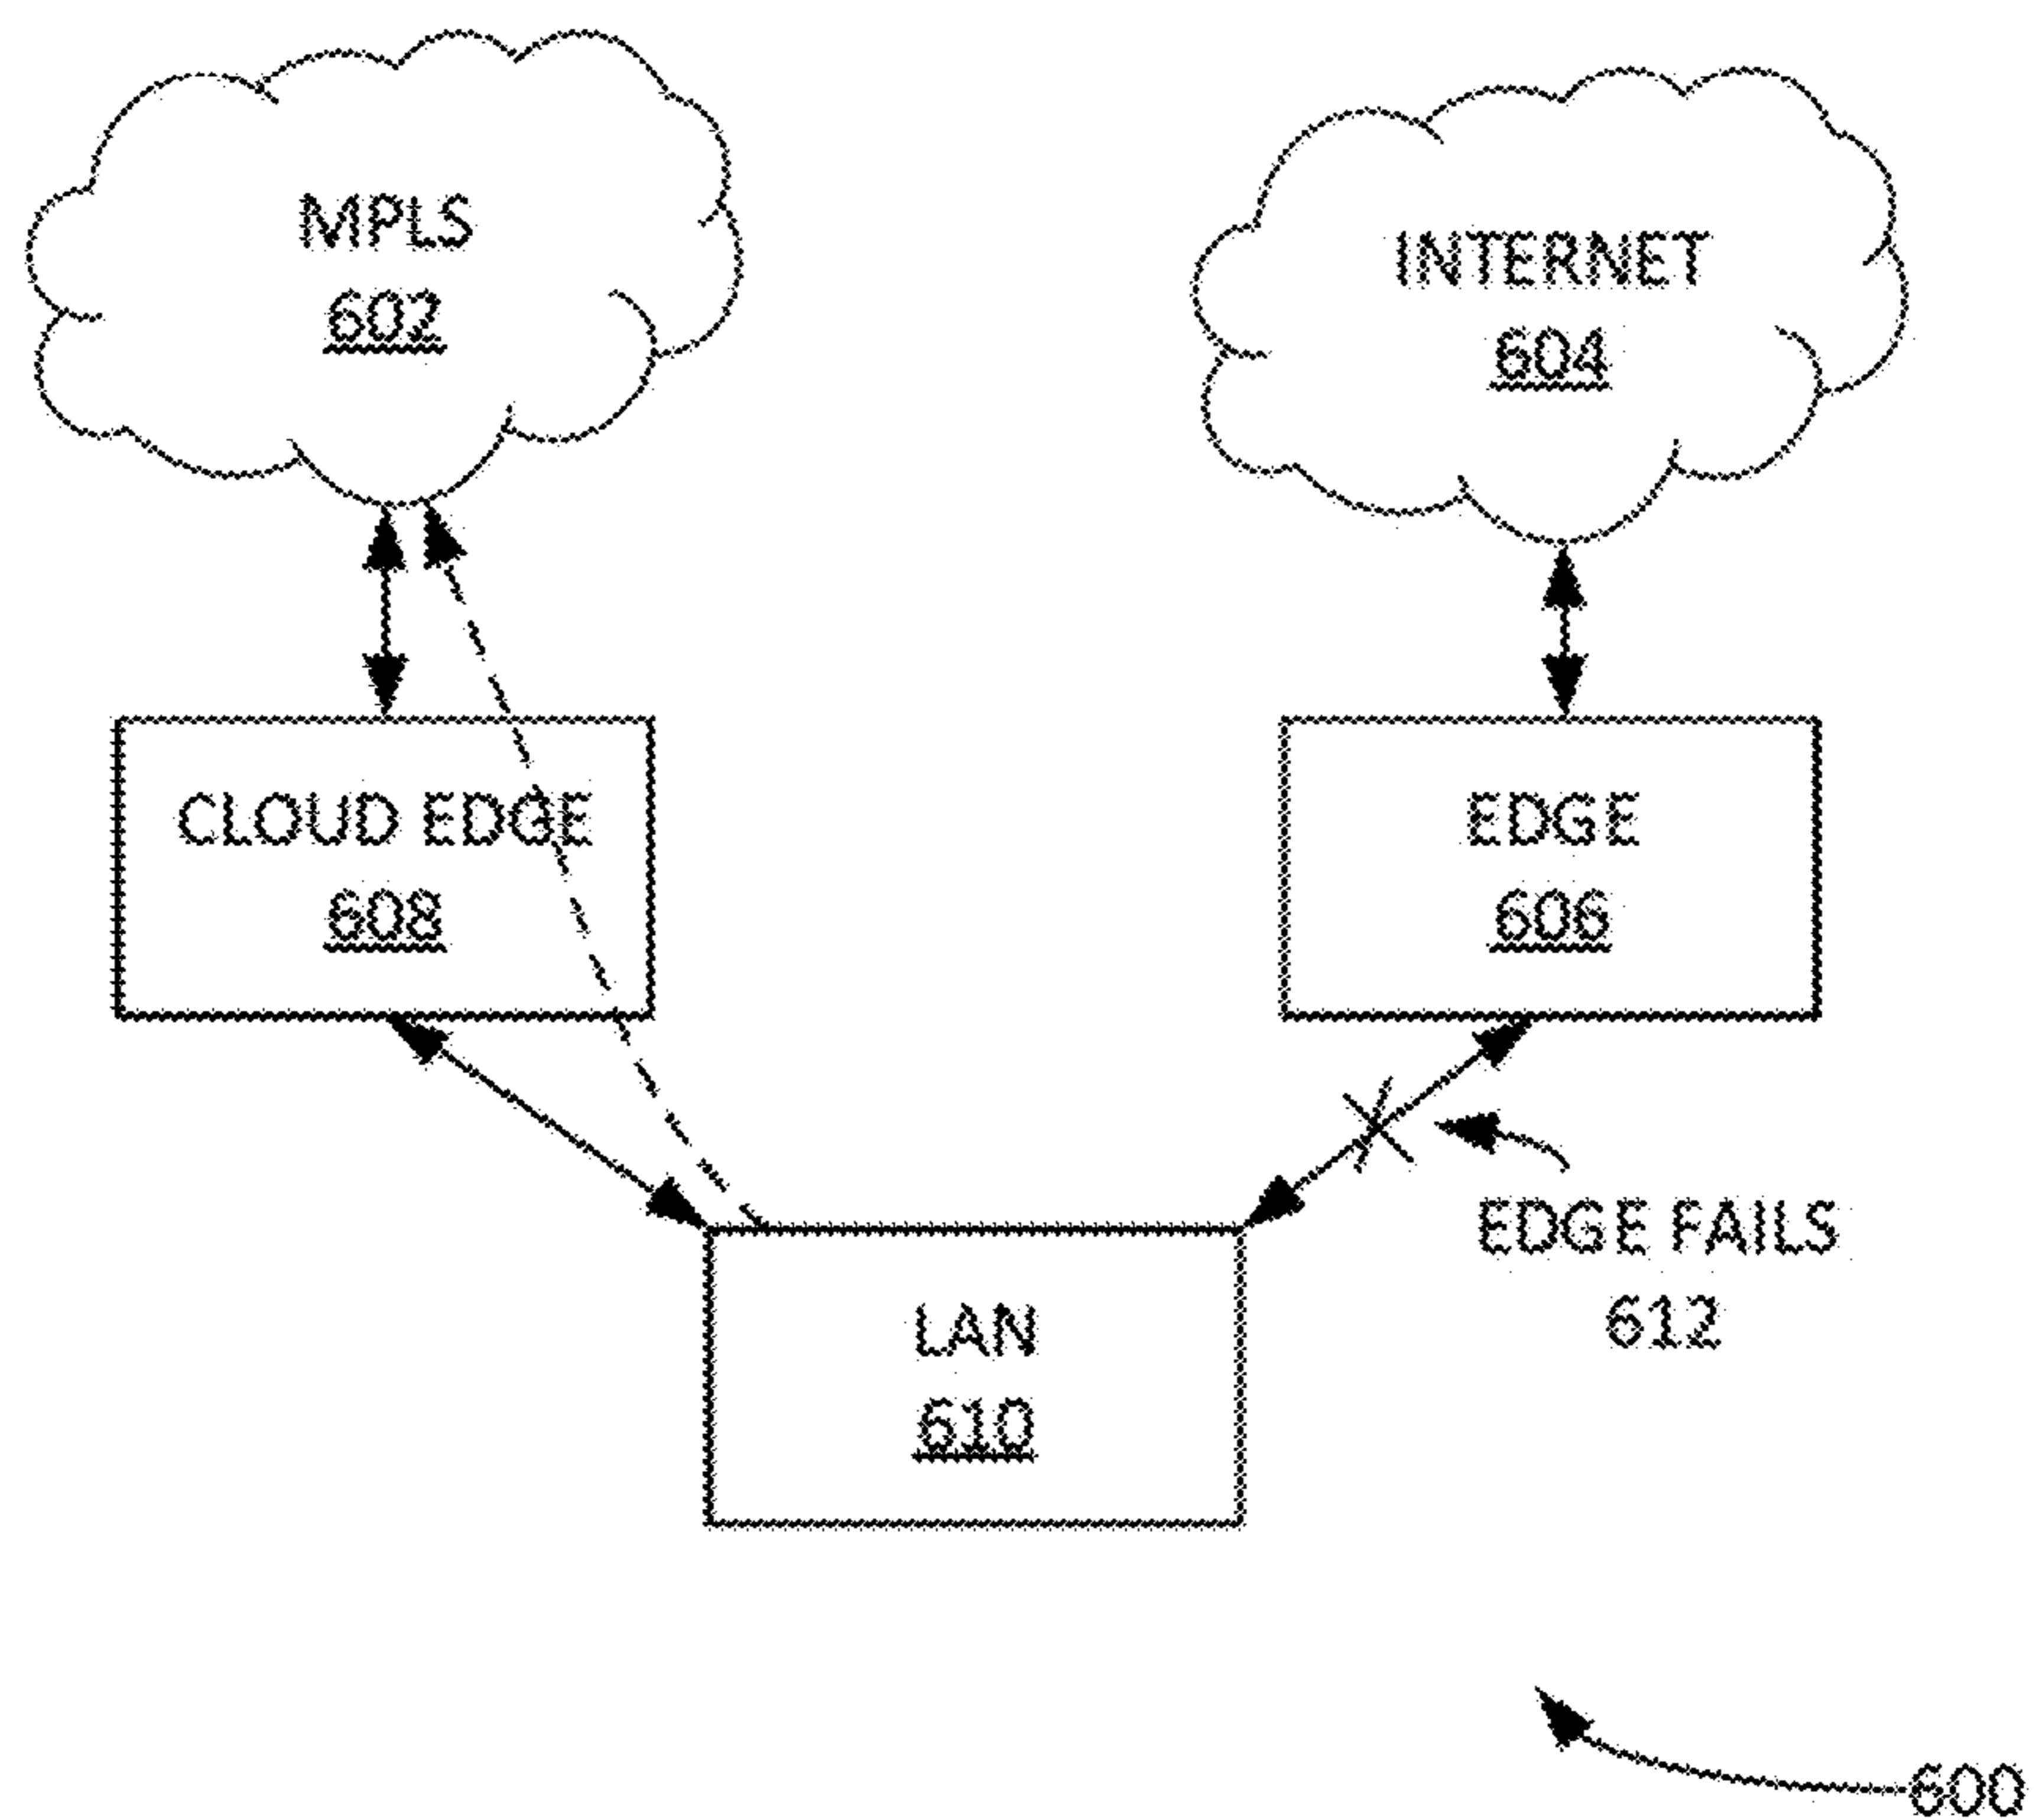 MPLS
602
INTERNET
604
CLOUD EDGE
608
EDGE
606
EDGE FAILS
612
LAN
610
600